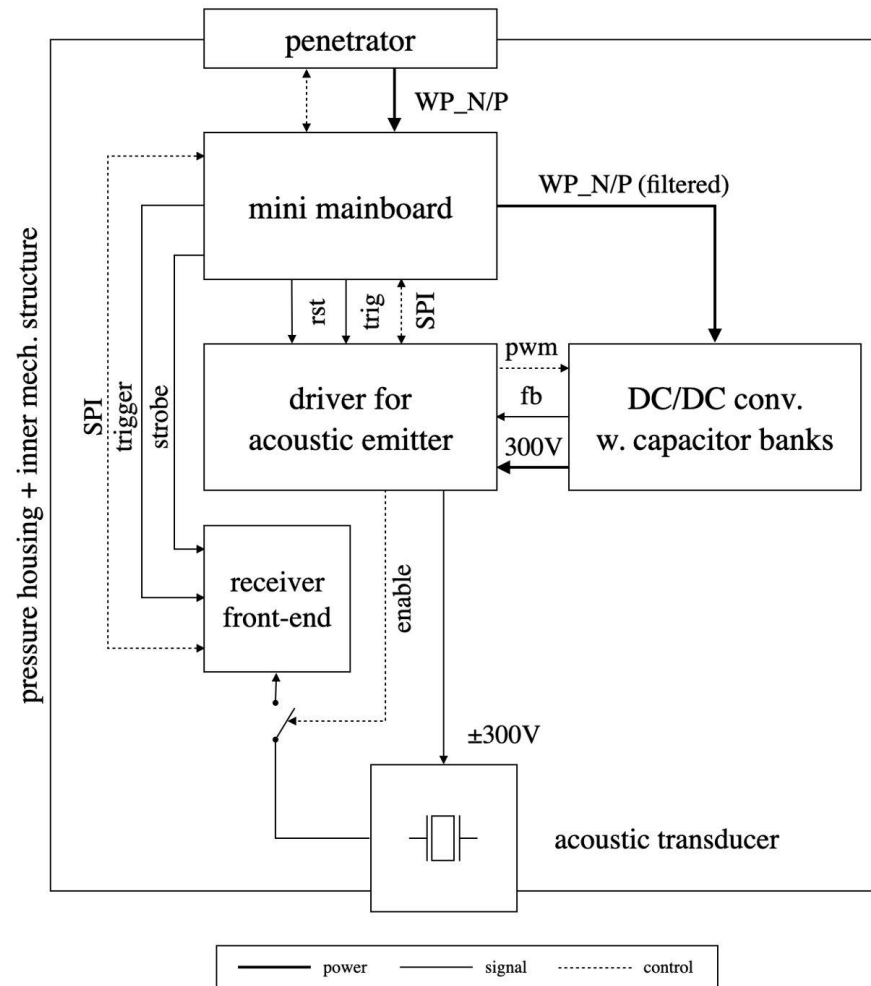 penetrator
WP_N/P
mini mainboard
WP_N/P (filtered)
rst
trig
SPI
pressure housing + inner mech. structure
SPI
trigger
strobe
driver for
acoustic emitter
pwm
fb
300V
DC/DC conv.
w. capacitor banks
receiver
front-end
enable
±300V
acoustic transducer
power
signal
control